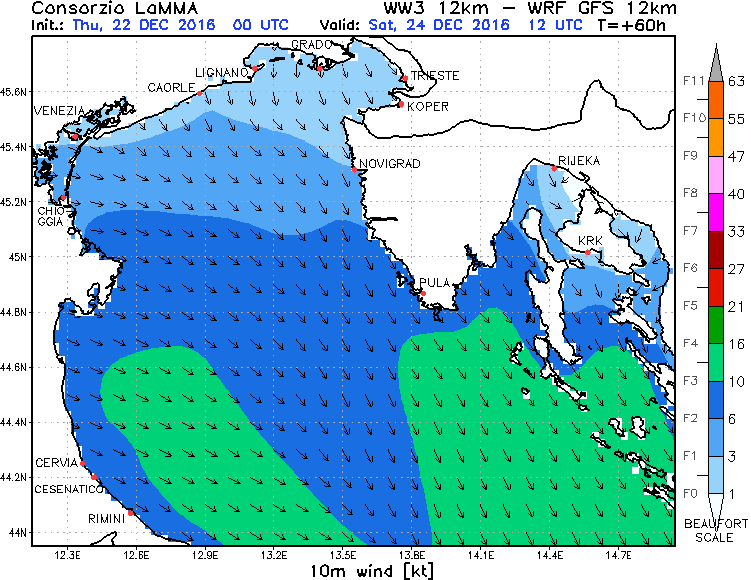 Consorzio LaMMA WW3 12km – WRF GFS 12km
Init.: Thu, 22 DEC 2016 00 UTC Valid: Sat, 24 DEC 2016 12 UTC T=+60h
GRADO
LIGNANO
TRIESTE
CAORLE
KOPER
VENEZIA
NOVIGRAD
RIJEKA
CHIO-
GGIA
KRK
PULA
CERVIA
CESENATICO
RIMINI
45.6N
45.4N
45.2N
45N
44.8N
44.6N
44.4N
44.2N
44N
12.3E 12.6E 12.9E 13.2E 13.5E 13.8E 14.1E 14.4E 14.7E
10m wind [kt]
F11 63
F10 55
F9 47
F8 40
F7 33
F6 27
F5 21
F4 16
F3 10
F2 6
F1 3
F0 1
BEAUFORT
SCALE